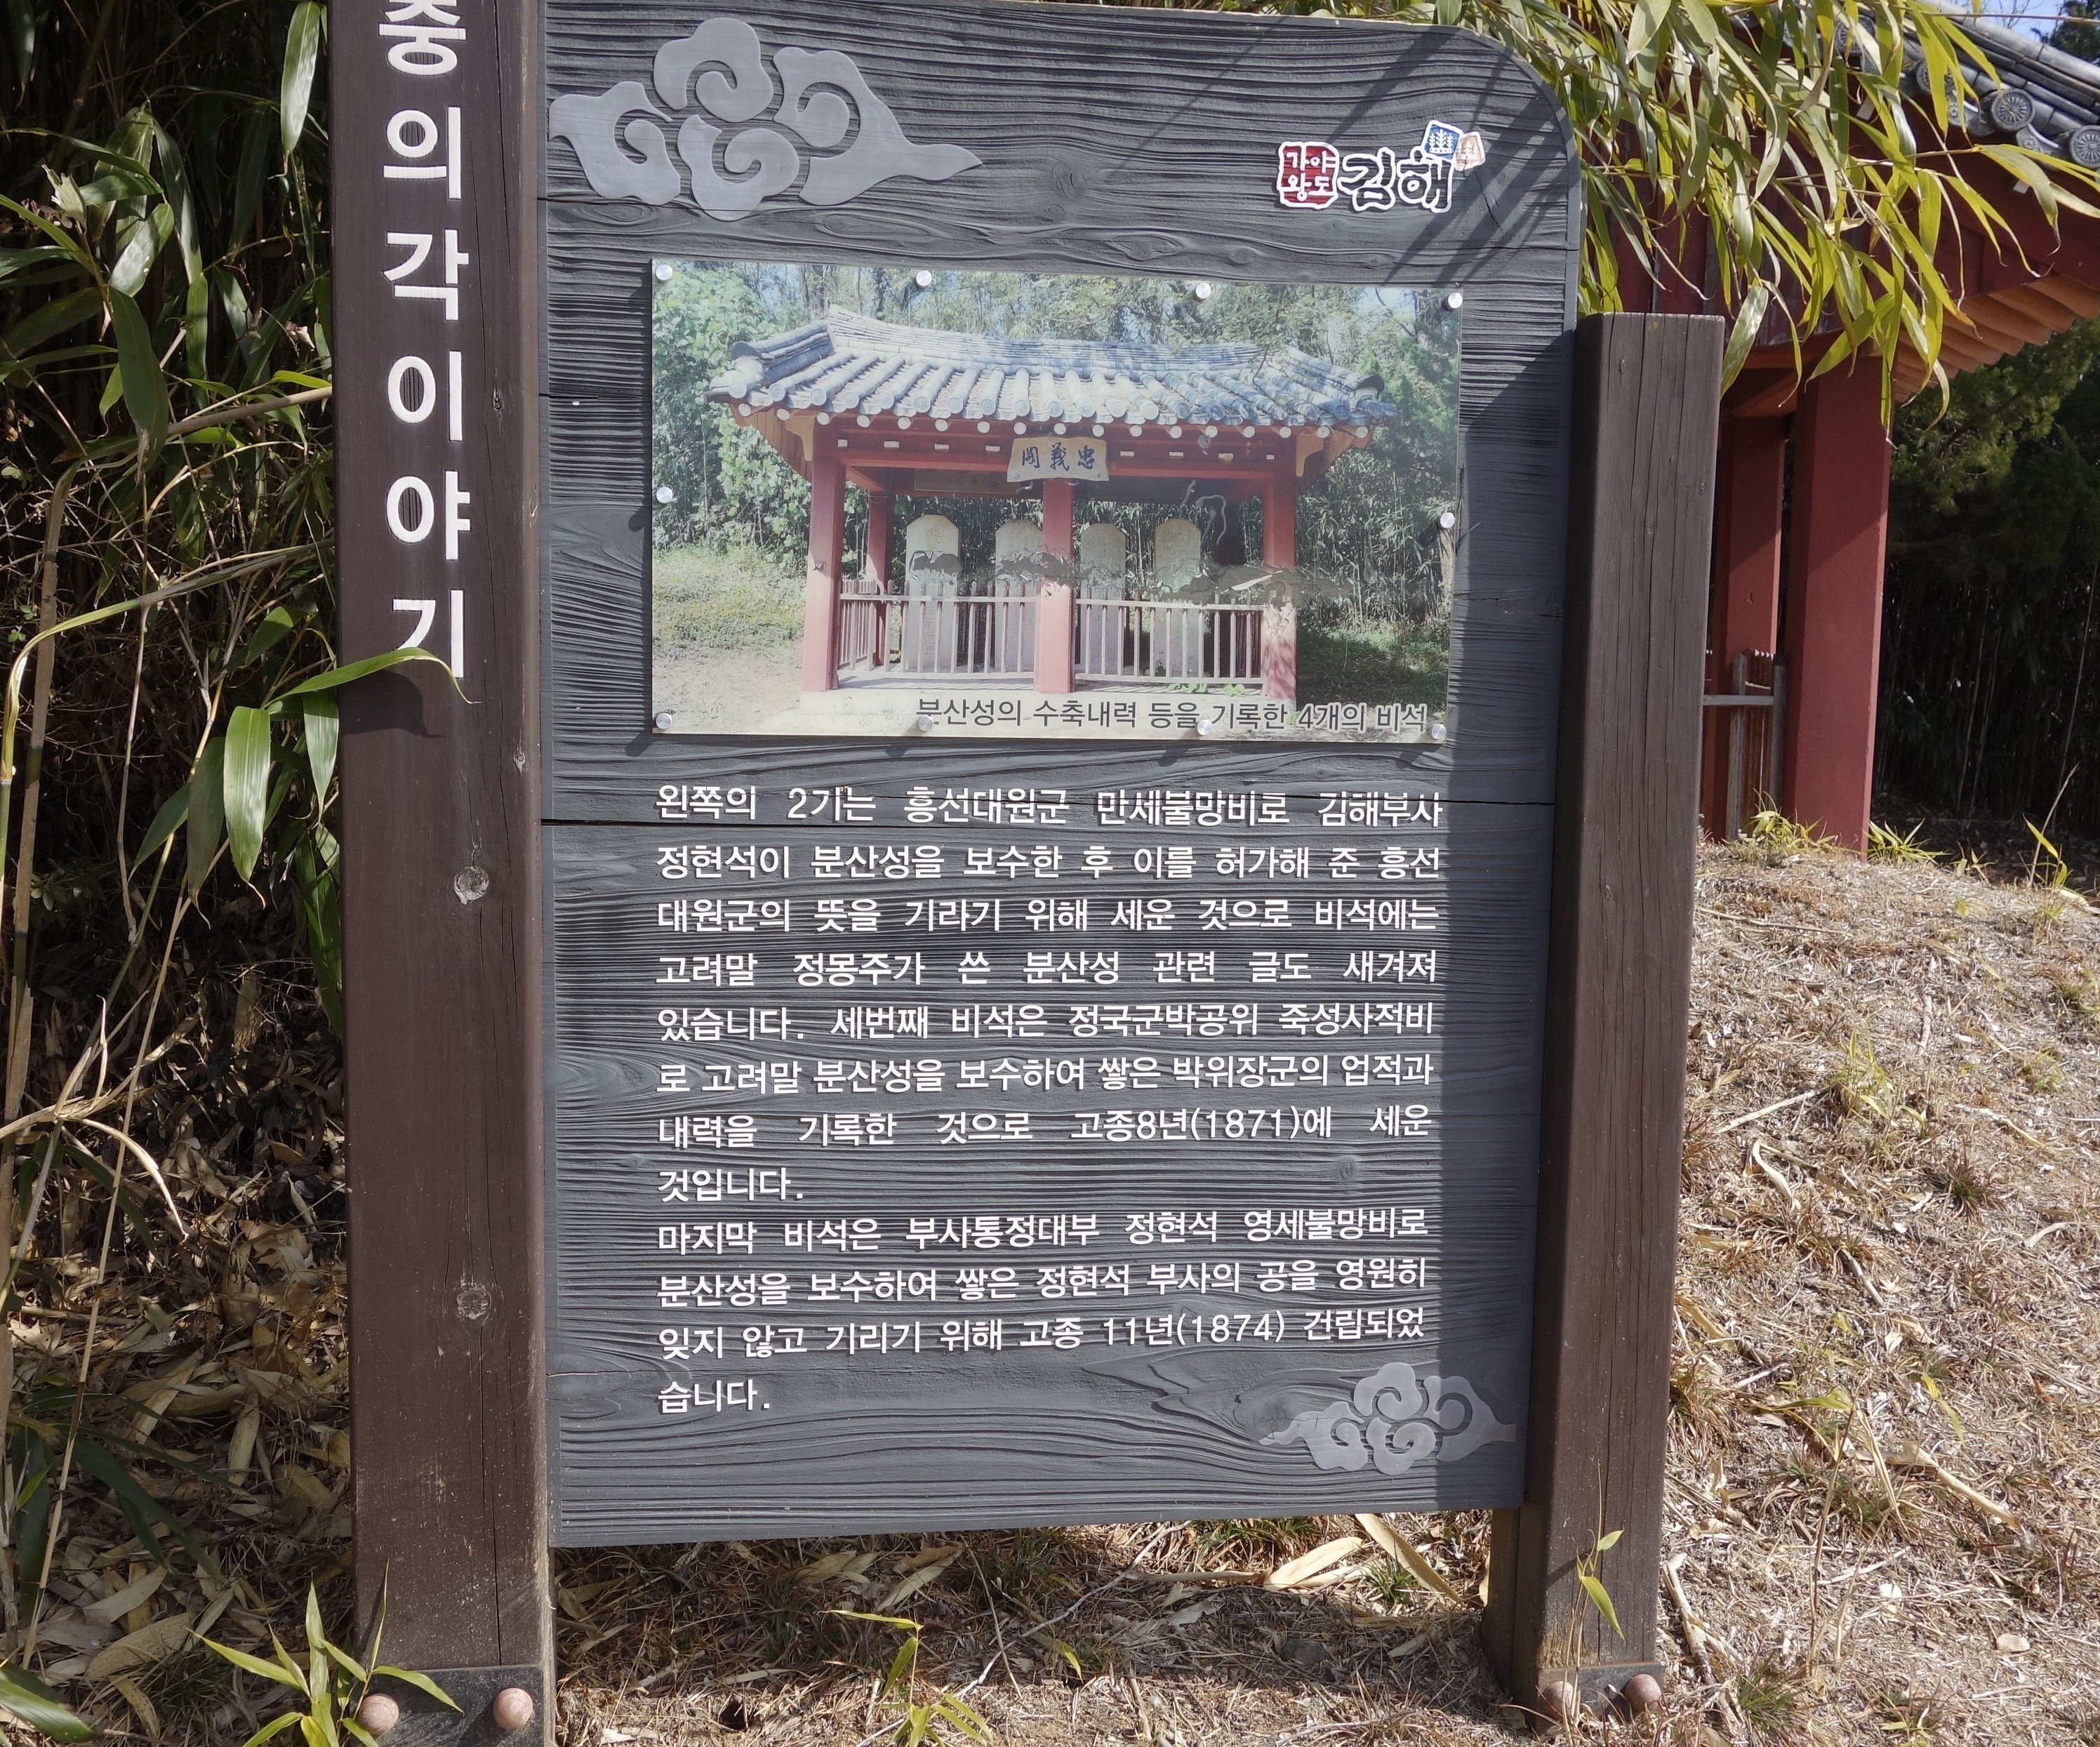 충의각이야기
가야
왕도
김해
忠義閣
분산성의 수축내력 등을 기록한 4개의 비석
왼쪽의 2기는 흥선대원군 만세불망비로 김해부사
정현석이 분산성을 보수한 후 이를 허가해 준 흥선
대원군의 뜻을 기라기 위해 세운 것으로 비석에는
고려말 정몽주가 쓴 분산성 관련 글도 새겨져
있습니다. 세번째 비석은 정국군박공위 죽성사적비
로 고려말 분산성을 보수하여 쌓은 박위장군의 업적과
내력을 기록한 것으로 고종8년(1871)에 세운
것입니다.
마지막 비석은 부사통정대부 정현석 영세불망비로
분산성을 보수하여 쌓은 정현석 부사의 공을 영원히
잊지 않고 기리기 위해 고종 11년(1874) 건립되었
습니다.